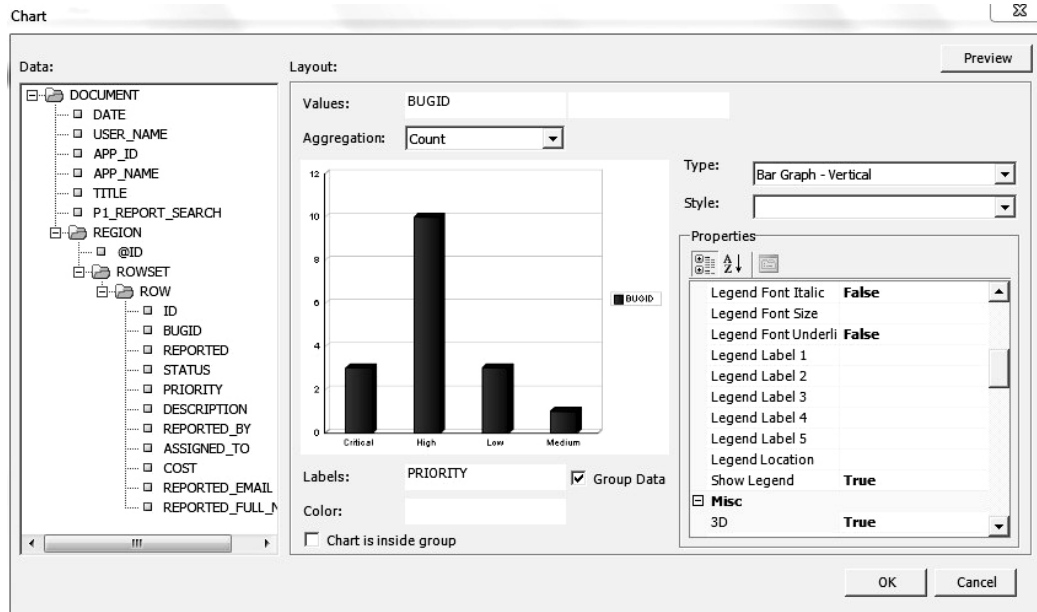 Chart
Data:
Layout:
Preview
DOCUMENT
DATE
USER_NAME
APP_ID
APP_NAME
TITLE
P1_REPORT_SEARCH
REGION
@ID
ROWSET
ROW
ID
BUGID
REPORTED
STATUS
PRIORITY
DESCRIPTION
REPORTED_BY
ASSIGNED_TO
COST
REPORTED_EMAIL
REPORTED_FULL_N
Values: BUGID
Aggregation: Count
12
10
8
6
4
2
0
Critical High Low Medium
BUGID
Labels: PRIORITY
Group Data
Color:
Chart is inside group
Type: Bar Graph - Vertical
Style:
Properties
A
Z
Legend Font Italic False
Legend Font Size
Legend Font Underli False
Legend Label 1
Legend Label 2
Legend Label 3
Legend Label 4
Legend Label 5
Legend Location
Show Legend True
Misc
3D True
OK Cancel